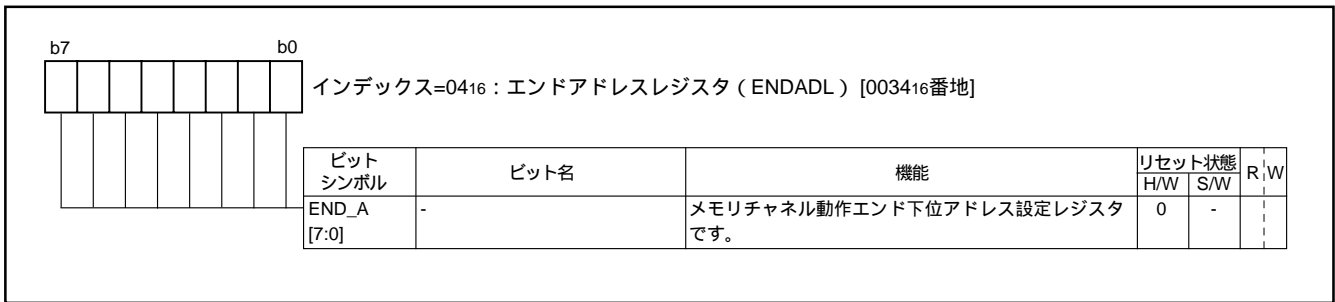 b7 b0
インデックス=0416：エンドアドレスレジスタ（ENDADL）[003416番地]
ビット
シンボル
ビット名
機能
リセット状態
H/W S/W
R W
END_A
[7:0]
-
メモリチャネル動作エンド下位アドレス設定レジスタ
です。
0 -